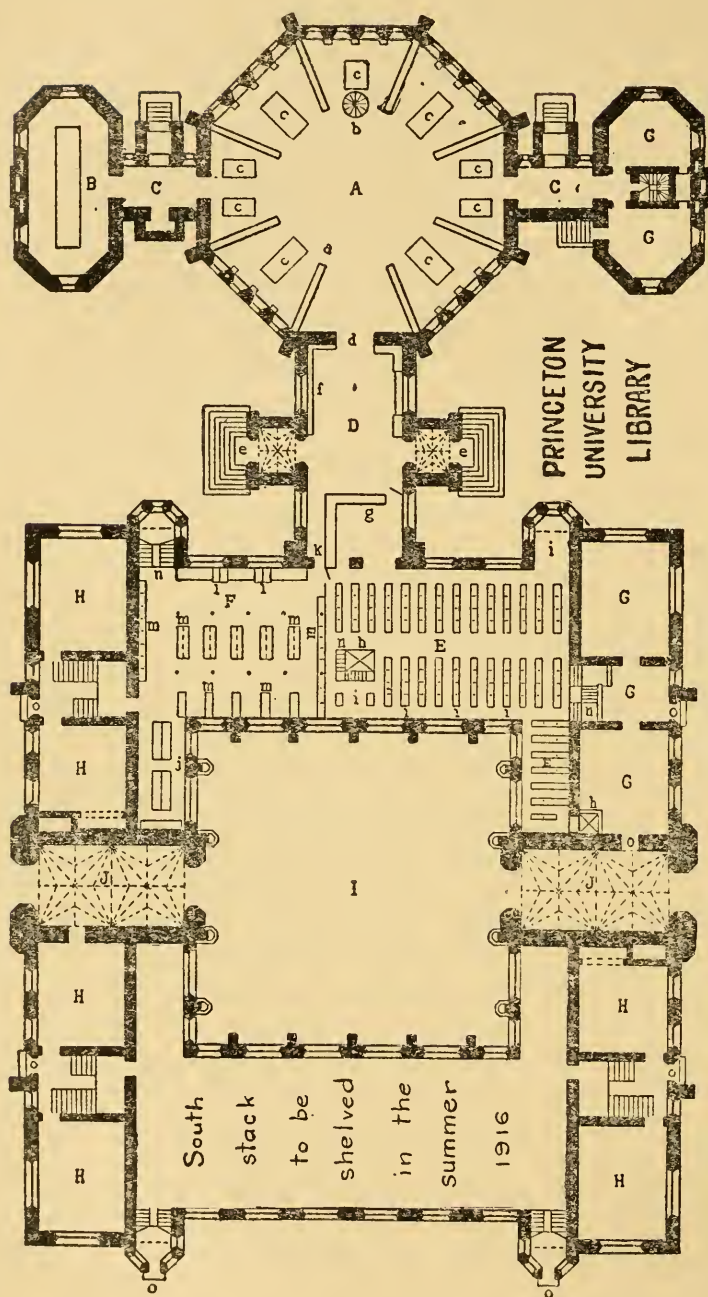 c
b
c c
G
B C A C
c c
c c
G
c a c
d
f
D
PRINCETON
UNIVERSITY
LIBRARY
e e
g
k
n i
l l
H F G
m m m m
n h E
G
n
i
m m i i i
H j G
h
o
J J
I
H H
o o
South
stack
to be
shelved
in the
summer
1916
H H
o o